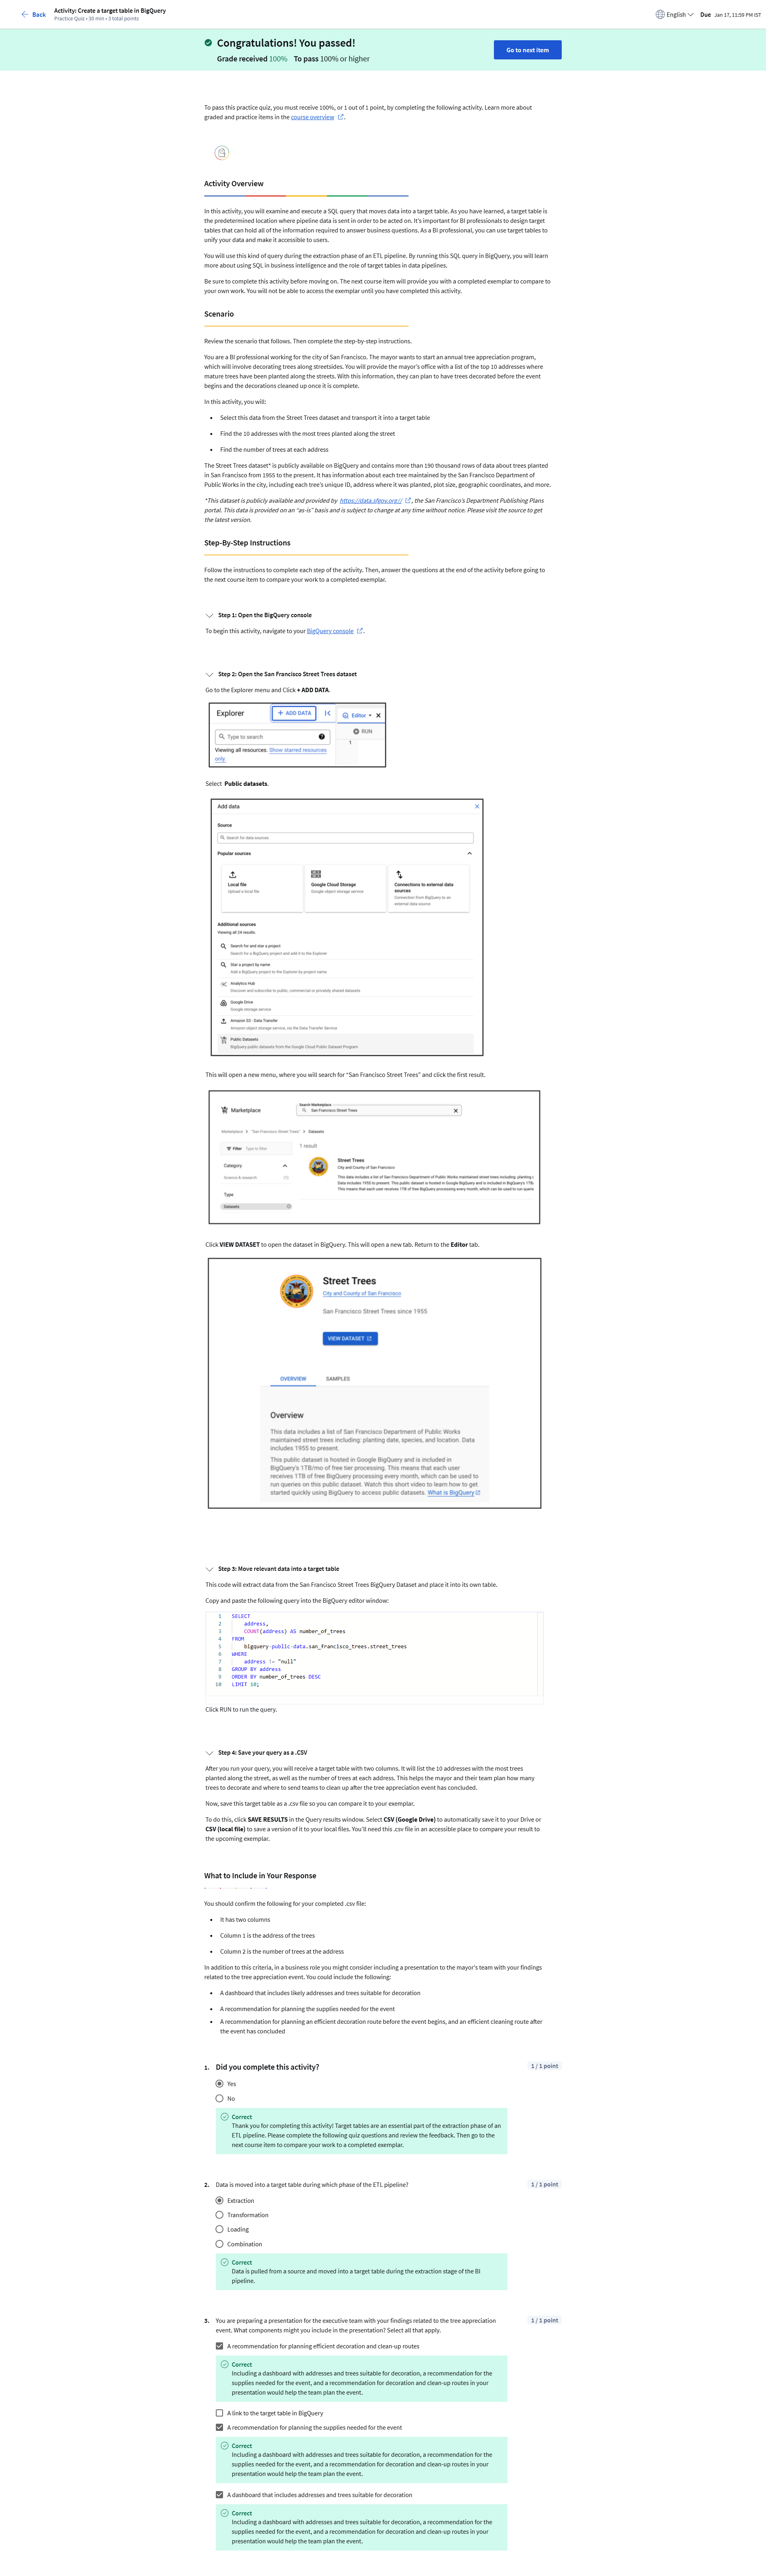 Back
Activity: Create a target table in BigQuery
Practice Quiz • 30 min • 3 total points
English
Due Jan 17, 11:59 PM IST
Congratulations! You passed!
Grade received 100% To pass 100% or higher
Go to next item
To pass this practice quiz, you must receive 100%, or 1 out of 1 point, by completing the following activity. Learn more about
graded and practice items in the course overview.
Activity Overview
In this activity, you will examine and execute a SQL query that moves data into a target table. As you have learned, a target table is
the predetermined location where pipeline data is sent in order to be acted on. It's important for BI professionals to design target
tables that can hold all of the information required to answer business questions. As a BI professional, you can use target tables to
unify your data and make it accessible to users.
You will use this kind of query during the extraction phase of an ETL pipeline. By running this SQL query in BigQuery, you will learn
more about using SQL in business intelligence and the role of target tables in data pipelines.
Be sure to complete this activity before moving on. The next course item will provide you with a completed exemplar to compare to
your own work. You will not be able to access the exemplar until you have completed this activity.
Scenario
Review the scenario that follows. Then complete the step-by-step instructions.
You are a BI professional working for the city of San Francisco. The mayor wants to start an annual tree appreciation program,
which will involve decorating trees along streetsides. You will provide the mayor's office with a list of the top 10 addresses where
mature trees have been planted along the streets. With this information, they can plan to have trees decorated before the event
begins and the decorations cleaned up once it is complete.
In this activity, you will:
• Select this data from the Street Trees dataset and transport it into a target table
• Find the 10 addresses with the most trees planted along the street
• Find the number of trees at each address
The Street Trees dataset* is publicly available on BigQuery and contains more than 190 thousand rows of data about trees planted
in San Francisco from 1955 to the present. It has information about each tree maintained by the San Francisco Department of
Public Works in the city, including each tree's unique ID, address where it was planted, plot size, geographic coordinates, and more.
*This dataset is publicly available and provided by https://data.sfgov.org// , the San Francisco's Department Publishing Plans
portal. This data is provided on an "as-is" basis and is subject to change at any time without notice. Please visit the source to get
the latest version.
Step-By-Step Instructions
Follow the instructions to complete each step of the activity. Then, answer the questions at the end of the activity before going to
the next course item to compare your work to a completed exemplar.
Step 1: Open the BigQuery console
To begin this activity, navigate to your BigQuery console.
Step 2: Open the San Francisco Street Trees dataset
Go to the Explorer menu and Click + ADD DATA.
Explorer
+ ADD DATA
Editor
Type to search
RUN
Viewing all resources. Show starred resources
only.
1
Select Public datasets.
Add data
Source
Search for data sources
Popular sources
Local file
Upload a local file
Google Cloud Storage
Google object storage service
Connections to external data
sources
Connection from BigQuery to an
external data source
Additional sources
Viewing all 24 results.
Search for and star a project
Search for a BigQuery project and add it to the Explorer
Star a project by name
Add a BigQuery project to the Explorer by project name
Analytics Hub
Discover and subscribe to public, commercial or privately shared datasets
Google Drive
Google storage service
Amazon S3 - Data Transfer
Amazon object storage service, via the Data Transfer Service
Public Datasets
BigQuery public datasets from the Google Cloud Public Dataset Program
This will open a new menu, where you will search for "San Francisco Street Trees" and click the first result.
Marketplace
Search Marketplace
San Francisco Street Trees
Marketplace > "San Francisco Street Trees" > Datasets
Filter Type to filter
1 result
Category
Science & research
Type
Datasets
Street Trees
City and County of San Francisco
This data includes a list of San Francisco Department of Public Works maintained street trees including: planting
Data includes 1955 to present. This public dataset is hosted in Google BigQuery and is included in BigQuery's 1TB
This means that each user receives 1TB of free BigQuery processing every month, which can be used to run queries
Click VIEW DATASET to open the dataset in BigQuery. This will open a new tab. Return to the Editor tab.
Street Trees
City and County of San Francisco
San Francisco Street Trees since 1955
VIEW DATASET
OVERVIEW SAMPLES
Overview
This data includes a list of San Francisco Department of Public Works
maintained street trees including: planting date, species, and location. Data
includes 1955 to present.
This public dataset is hosted in Google BigQuery and is included in
BigQuery's 1TB/mo of free tier processing. This means that each user
receives 1TB of free BigQuery processing every month, which can be used to
run queries on this public dataset. Watch this short video to learn how to get
started quickly using BigQuery to access public datasets. What is BigQuery
Step 3: Move relevant data into a target table
This code will extract data from the San Francisco Street Trees BigQuery Dataset and place it into its own table.
Copy and paste the following query into the BigQuery editor window:
1 SELECT
2 address,
3 COUNT(address) AS number_of_trees
4 FROM
5 bigquery-public-data.san_francisco_trees.street_trees
6 WHERE
7 address != "null"
8 GROUP BY address
9 ORDER BY number_of_trees DESC
10 LIMIT 10;
Click RUN to run the query.
Step 4: Save your query as a .CSV
After you run your query, you will receive a target table with two columns. It will list the 10 addresses with the most trees
planted along the street, as well as the number of trees at each address. This helps the mayor and their team plan how many
trees to decorate and where to send teams to clean up after the tree appreciation event has concluded.
Now, save this target table as a .csv file so you can compare it to your exemplar.
To do this, click SAVE RESULTS in the Query results window. Select CSV (Google Drive) to automatically save it to your Drive or
CSV (local file) to save a version of it to your local files. You'll need this .csv file in an accessible place to compare your result to
the upcoming exemplar.
What to Include in Your Response
You should confirm the following for your completed .csv file:
• It has two columns
• Column 1 is the address of the trees
• Column 2 is the number of trees at the address
In addition to this criteria, in a business role you might consider including a presentation to the mayor's team with your findings
related to the tree appreciation event. You could include the following:
• A dashboard that includes likely addresses and trees suitable for decoration
• A recommendation for planning the supplies needed for the event
• A recommendation for planning an efficient decoration route before the event begins, and an efficient cleaning route after
the event has concluded
1. Did you complete this activity?
1 / 1 point
Yes
No
Correct
Thank you for completing this activity! Target tables are an essential part of the extraction phase of an
ETL pipeline. Please complete the following quiz questions and review the feedback. Then go to the
next course item to compare your work to a completed exemplar.
2. Data is moved into a target table during which phase of the ETL pipeline?
1 / 1 point
Extraction
Transformation
Loading
Combination
Correct
Data is pulled from a source and moved into a target table during the extraction stage of the BI
pipeline.
3. You are preparing a presentation for the executive team with your findings related to the tree appreciation
event. What components might you include in the presentation? Select all that apply.
1 / 1 point
A recommendation for planning efficient decoration and clean-up routes
Correct
Including a dashboard with addresses and trees suitable for decoration, a recommendation for the
supplies needed for the event, and a recommendation for decoration and clean-up routes in your
presentation would help the team plan the event.
A link to the target table in BigQuery
A recommendation for planning the supplies needed for the event
Correct
Including a dashboard with addresses and trees suitable for decoration, a recommendation for the
supplies needed for the event, and a recommendation for decoration and clean-up routes in your
presentation would help the team plan the event.
A dashboard that includes addresses and trees suitable for decoration
Correct
Including a dashboard with addresses and trees suitable for decoration, a recommendation for the
supplies needed for the event, and a recommendation for decoration and clean-up routes in your
presentation would help the team plan the event.